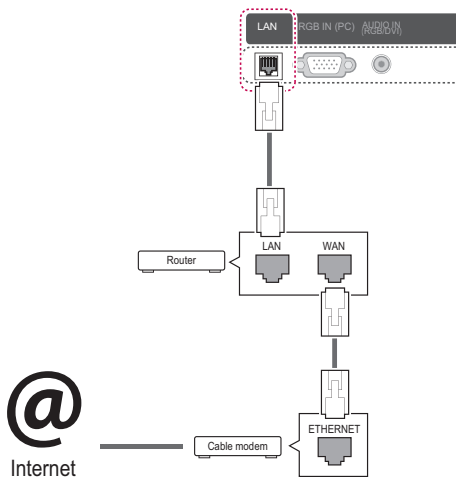 LAN
RGB IN (PC)
AUDIO IN
(RGB/DVI)
LAN
WAN
Router
ETHERNET
@
Cable modem
Internet